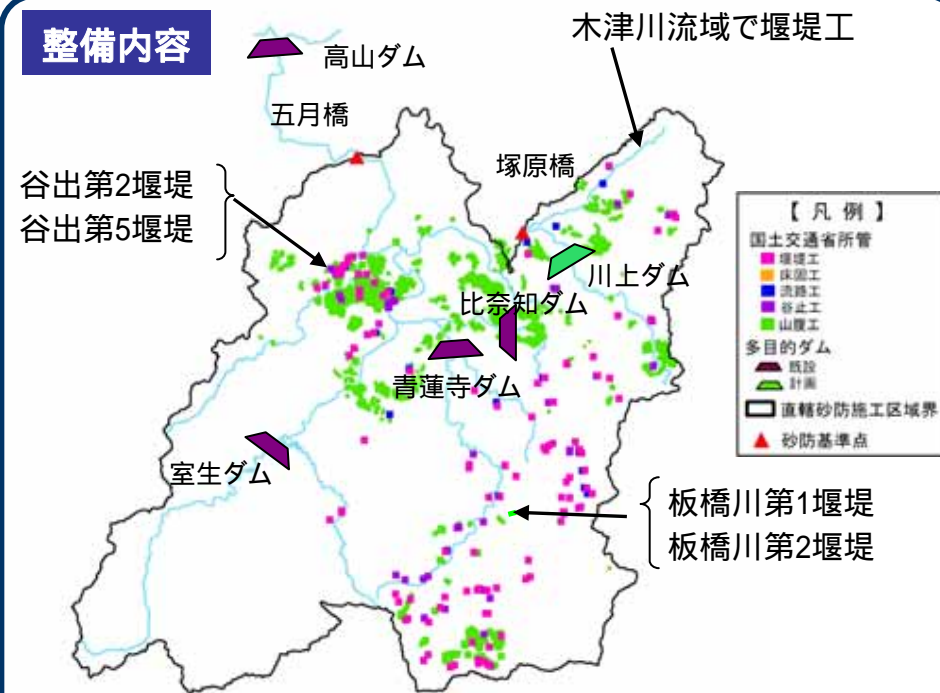 整備内容
木津川流域で堰堤工
高山ダム
五月橋
塚原橋
谷出第2堰堤
谷出第5堰堤
川上ダム
比奈知ダム
青蓮寺ダム
室生ダム
板橋川第1堰堤
板橋川第2堰堤
【凡例】
国土交通省所管
堰堤工
床固工
流路工
谷止工
山腹工
多目的ダム
既設
計画
直轄砂防施工区域界
砂防基準点